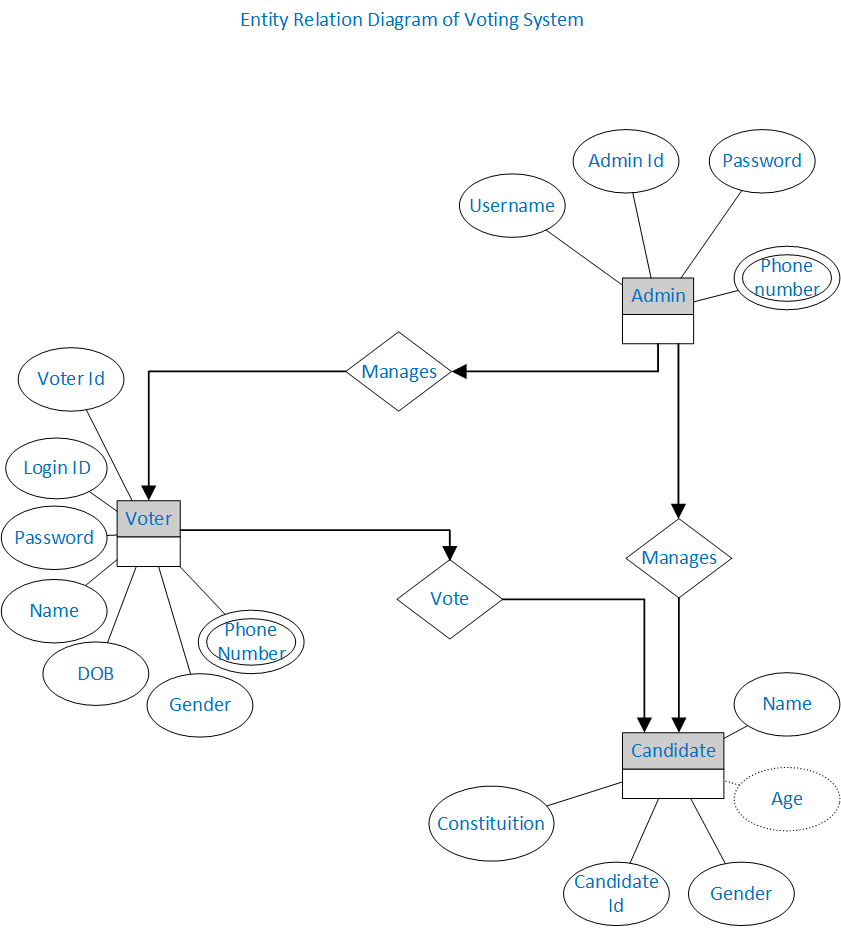 Entity Relation Diagram of Voting System
Admin Id
Password
Username
Phone
number
Admin
Manages
Voter Id
Login ID
Voter
Password
Manages
Vote
Name
Phone
Number
DOB
Gender
Name
Candidate
Age
Constituition
Candidate
Id
Gender